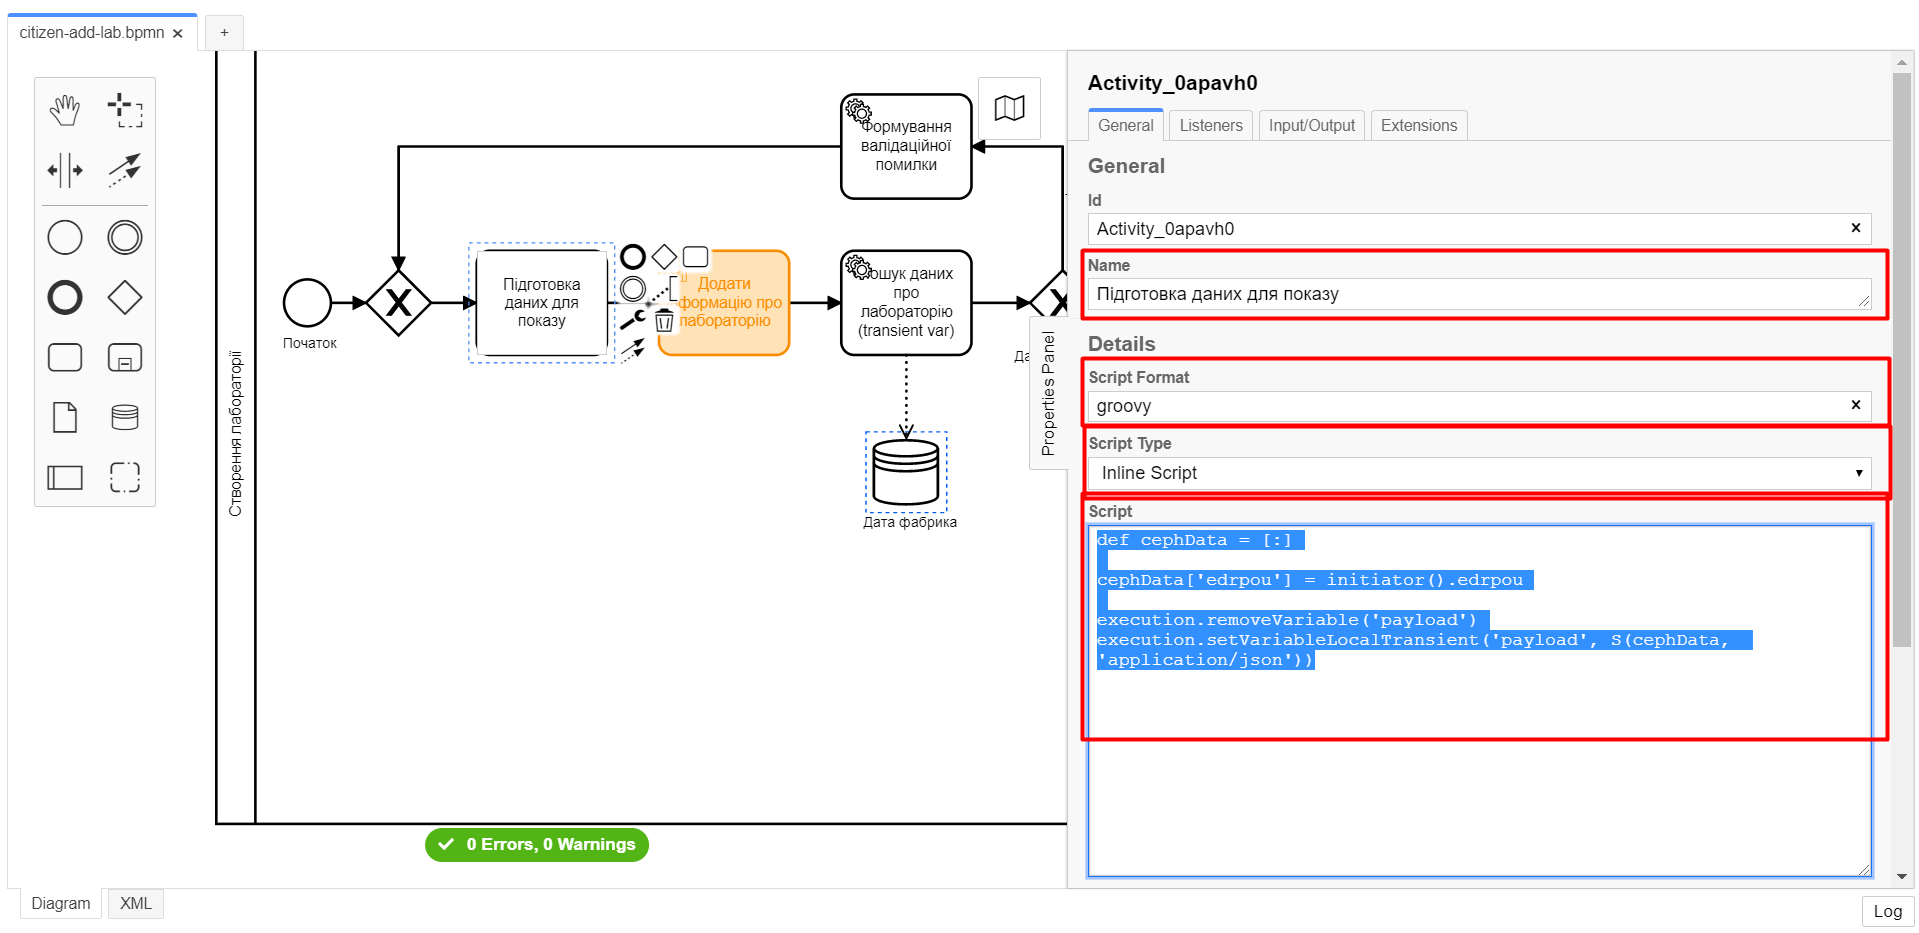 citizen-add-lab.bpmn ×
+
Створення лабораторії
Початок
X
Підготовка
даних для
показу
Додати
формацію про
лабораторію
Формування
валідаційної
помилки
ошук даних
про
лабораторію
(transient var)
X
Да
Дата фабрика
Properties Panel
Activity_0apavh0
General
Listeners
Input/Output
Extensions
General
Id
Activity_0apavh0 ×
Name
Підготовка даних для показу
Details
Script Format
groovy ×
Script Type
Inline Script
Script
def cephData = [:]
cephData['edrpou'] = initiator().edrpou
execution.removeVariable('payload')
execution.setVariableLocalTransient('payload', S(cephData,
'application/json'))
0 Errors, 0 Warnings
Diagram
XML
Log